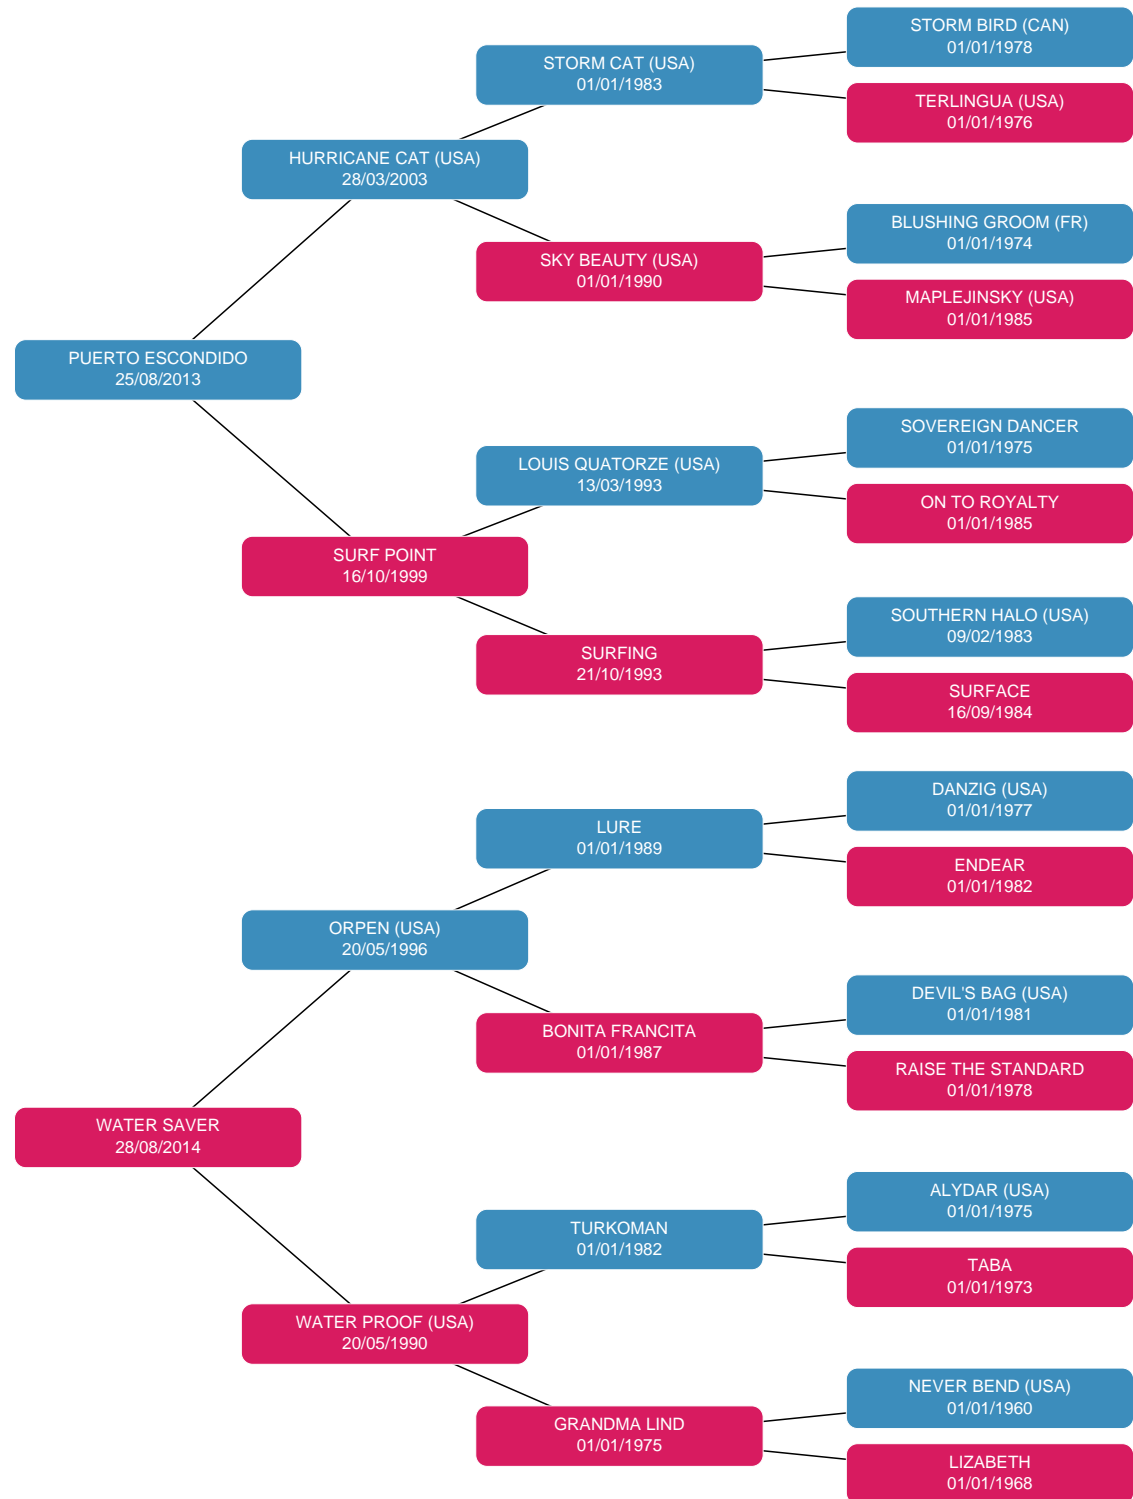 STORM BIRD (CAN)
01/01/1978
STORM CAT (USA)
01/01/1983
TERLINGUA (USA)
01/01/1976
HURRICANE CAT (USA)
28/03/2003
BLUSHING GROOM (FR)
01/01/1974
SKY BEAUTY (USA)
01/01/1990
MAPLEJINSKY (USA)
01/01/1985
PUERTO ESCONDIDO
25/08/2013
SOVEREIGN DANCER
01/01/1975
LOUIS QUATORZE (USA)
13/03/1993
ON TO ROYALTY
01/01/1985
SURF POINT
16/10/1999
SOUTHERN HALO (USA)
09/02/1983
SURFING
21/10/1993
SURFACE
16/09/1984
DANZIG (USA)
01/01/1977
LURE
01/01/1989
ENDEAR
01/01/1982
ORPEN (USA)
20/05/1996
DEVIL'S BAG (USA)
01/01/1981
BONITA FRANCITA
01/01/1987
RAISE THE STANDARD
01/01/1978
WATER SAVER
28/08/2014
ALYDAR (USA)
01/01/1975
TURKOMAN
01/01/1982
TABA
01/01/1973
WATER PROOF (USA)
20/05/1990
NEVER BEND (USA)
01/01/1960
GRANDMA LIND
01/01/1975
LIZABETH
01/01/1968